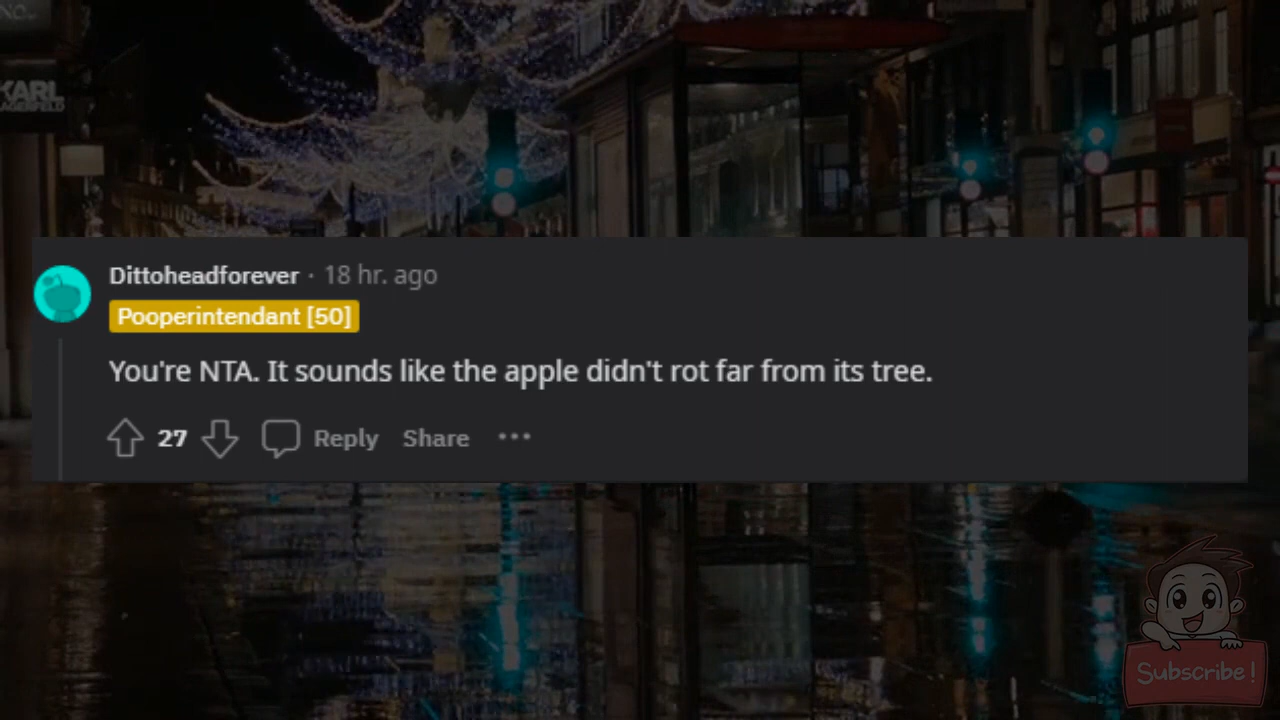 KARL
LAGERFELD
Dittoheadforever · 18 hr. ago
Pooperintendant [50]
You're NTA. It sounds like the apple didn't rot far from its tree.
27 Reply Share ...
Subscribe!